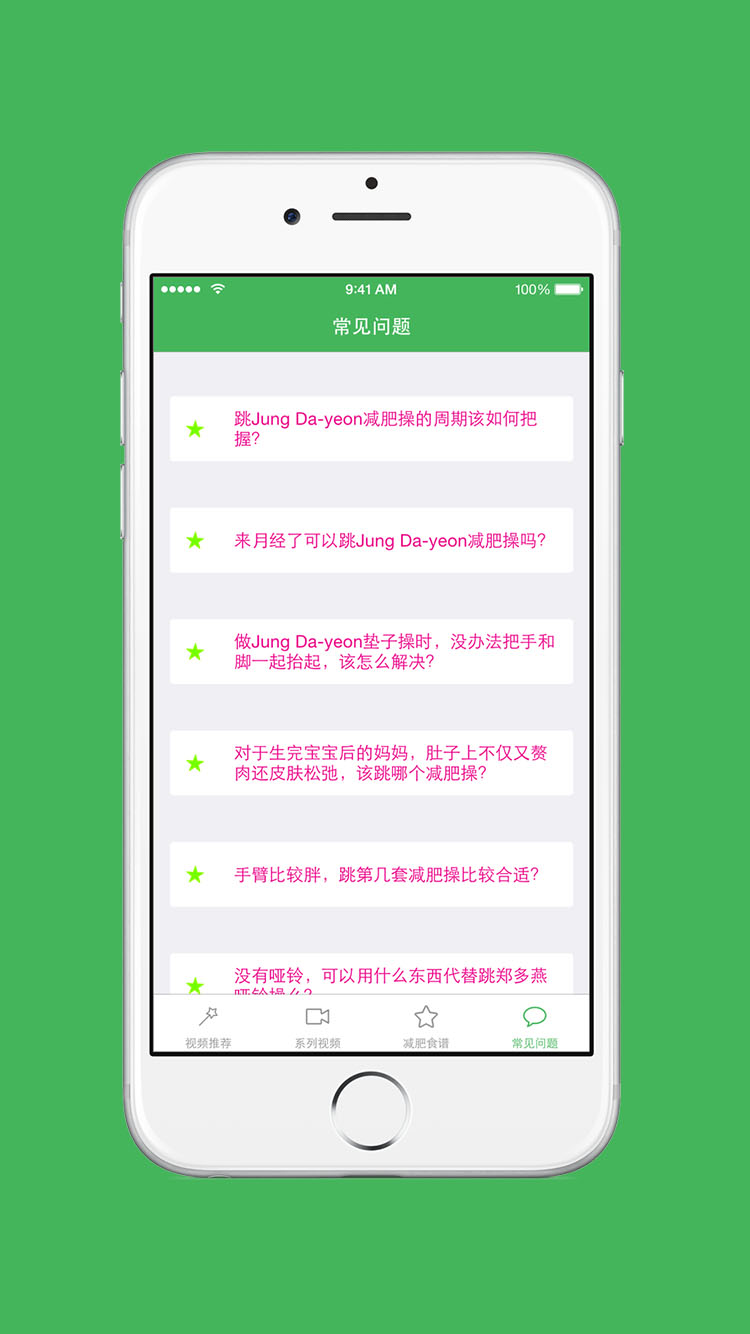 9:41 AM
100%
常见问题
跳Jung Da-yeon减肥操的周期该如何把
握?
来月经了可以跳Jung Da-yeon减肥操吗?
做Jung Da-yeon垫子操时，没办法把手和
脚一起抬起，该怎么解决?
对于生完宝宝后的妈妈，肚子上不仅又赘
肉还皮肤松弛，该跳哪个减肥操?
手臂比较胖，跳第几套减肥操比较合适?
没有哑铃，可以用什么东西代替跳郑多燕
哑铃操么?
视频推荐
系列视频
减肥食谱
常见问题